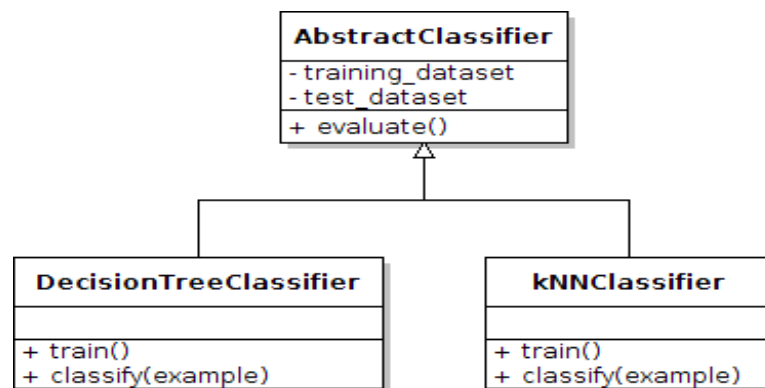 AbstractClassifier
- training_dataset
- test_dataset
+ evaluate()
DecisionTreeClassifier
+ train()
+ classify(example)
kNNClassifier
+ train()
+ classify(example)